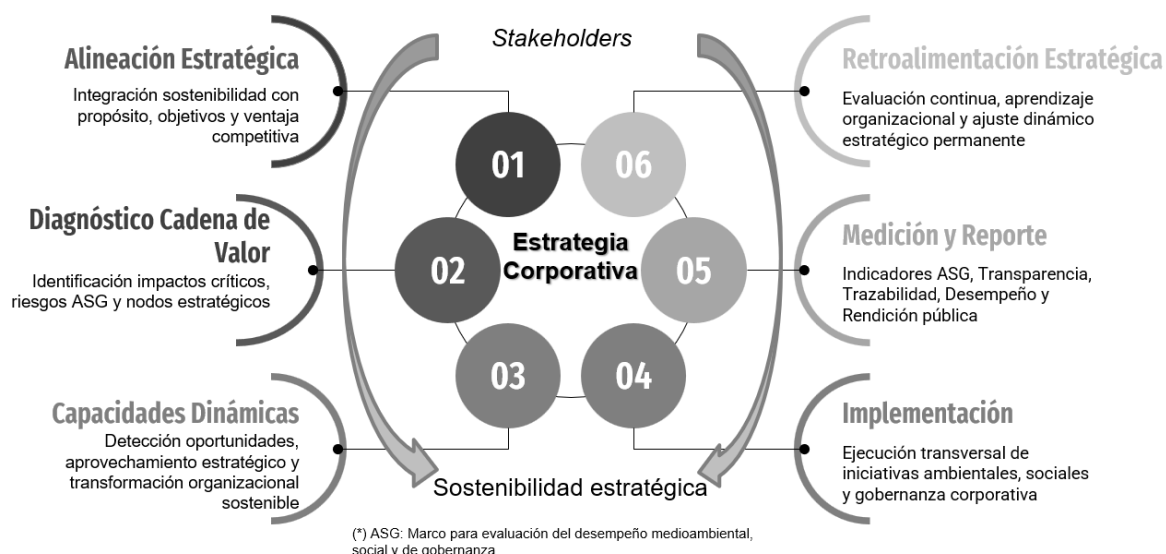 Stakeholders
Alineación Estratégica
Integración sostenibilidad con
propósito, objetivos y ventaja
competitiva
01
Diagnóstico Cadena de
Valor
Identificación impactos críticos,
riesgos ASG y nodos estratégicos
02
Capacidades Dinámicas
Detección oportunidades,
aprovechamiento estratégico y
transformación organizacional
sostenible
03
Estrategia
Corporativa
Retroalimentación Estratégica
Evaluación continua, aprendizaje
organizacional y ajuste dinámico
estratégico permanente
06
Medición y Reporte
Indicadores ASG, Transparencia,
Trazabilidad, Desempeño y
Rendición pública
05
Implementación
Ejecución transversal de
iniciativas ambientales, sociales
y gobernanza corporativa
04
Sostenibilidad estratégica
(*) ASG: Marco para evaluación del desempeño medioambiental,
social y de gobernanza